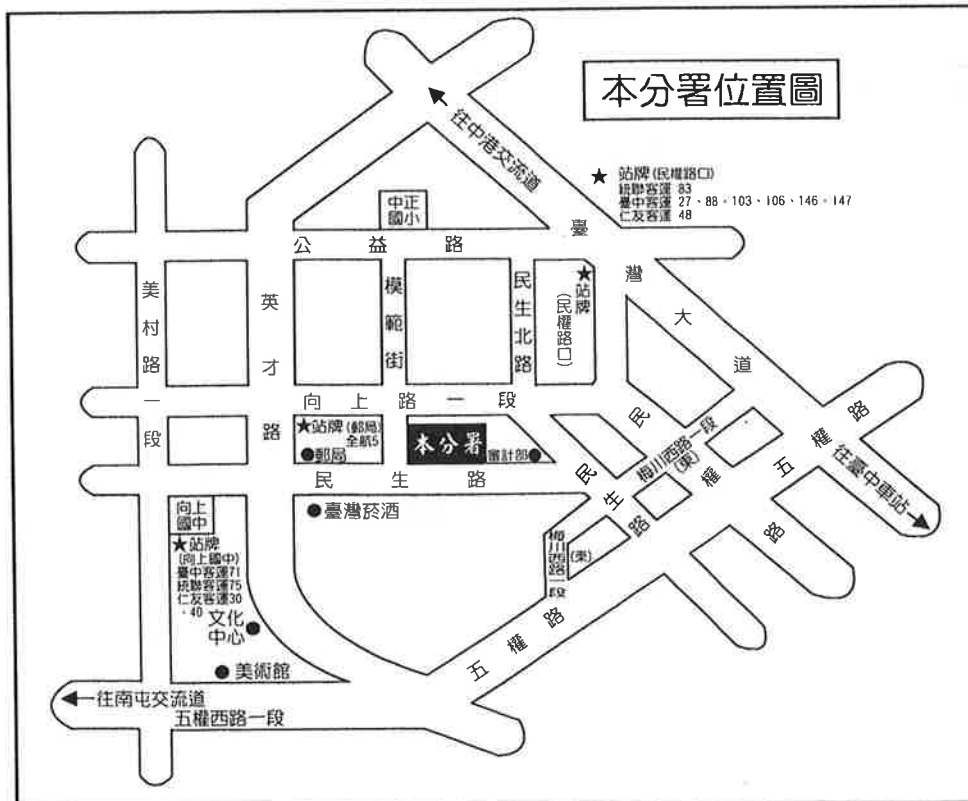 本分署位置圖
往中港交流道
★ 站牌 (民權路口)
統聯客運 83
臺中客運 27、88、103、106、146、147
仁友客運 48
中正
國小
公益路
臺灣大道
美村路一段
英才路
模範街
民生北路
★站牌
(民權路口)
向上路一段
★站牌 (郵局)
全航5
●郵局
本分署
審計部●
民生路
民權路
民生路
梅川西路一段
(東)
五權路
往臺中車站→
向上
國中
●臺灣菸酒
★站牌
(向上國中)
臺中客運71
統聯客運75
仁友客運30
、40
文化
中心●
梅川西路一段
(東)
●美術館
五權路
←往南屯交流道
五權西路一段